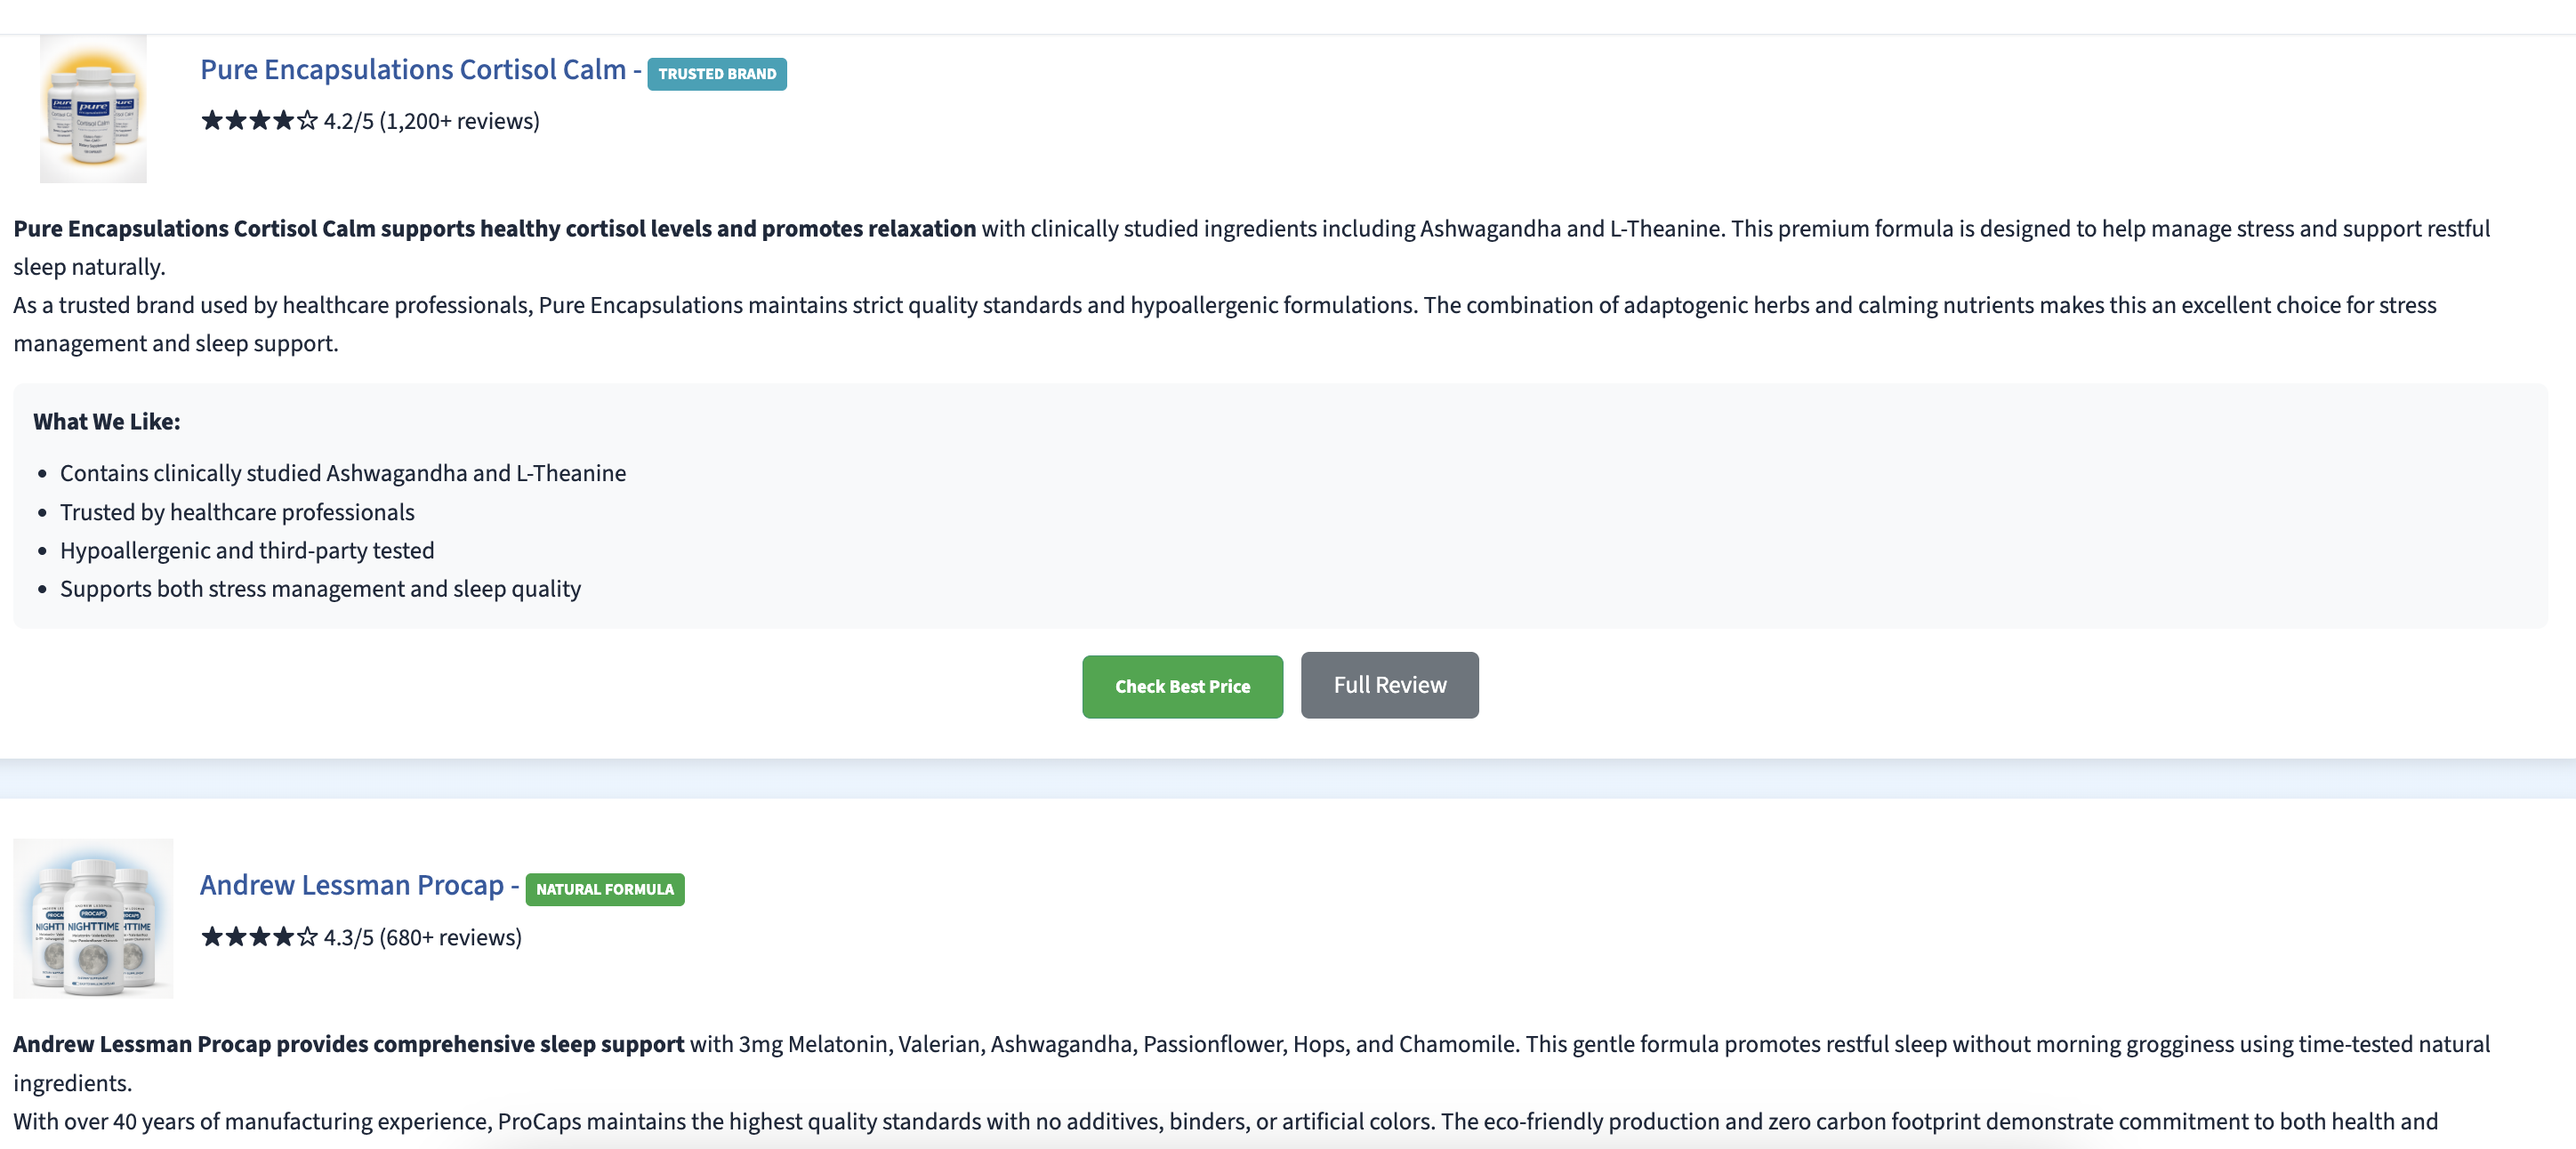 Pure Encapsulations Cortisol Calm - TRUSTED BRAND
pure
Cortisol Calm
★★★★☆ 4.2/5 (1,200+ reviews)
Pure Encapsulations Cortisol Calm supports healthy cortisol levels and promotes relaxation with clinically studied ingredients including Ashwagandha and L-Theanine. This premium formula is designed to help manage stress and support restful
sleep naturally.
As a trusted brand used by healthcare professionals, Pure Encapsulations maintains strict quality standards and hypoallergenic formulations. The combination of adaptogenic herbs and calming nutrients makes this an excellent choice for stress
management and sleep support.
What We Like:
• Contains clinically studied Ashwagandha and L-Theanine
• Trusted by healthcare professionals
• Hypoallergenic and third-party tested
• Supports both stress management and sleep quality
Check Best Price
Full Review
Andrew Lessman Procap - NATURAL FORMULA
PROCAPS
NIGHTTIME
★★★★☆ 4.3/5 (680+ reviews)
Andrew Lessman Procap provides comprehensive sleep support with 3mg Melatonin, Valerian, Ashwagandha, Passionflower, Hops, and Chamomile. This gentle formula promotes restful sleep without morning grogginess using time-tested natural
ingredients.
With over 40 years of manufacturing experience, ProCaps maintains the highest quality standards with no additives, binders, or artificial colors. The eco-friendly production and zero carbon footprint demonstrate commitment to both health and